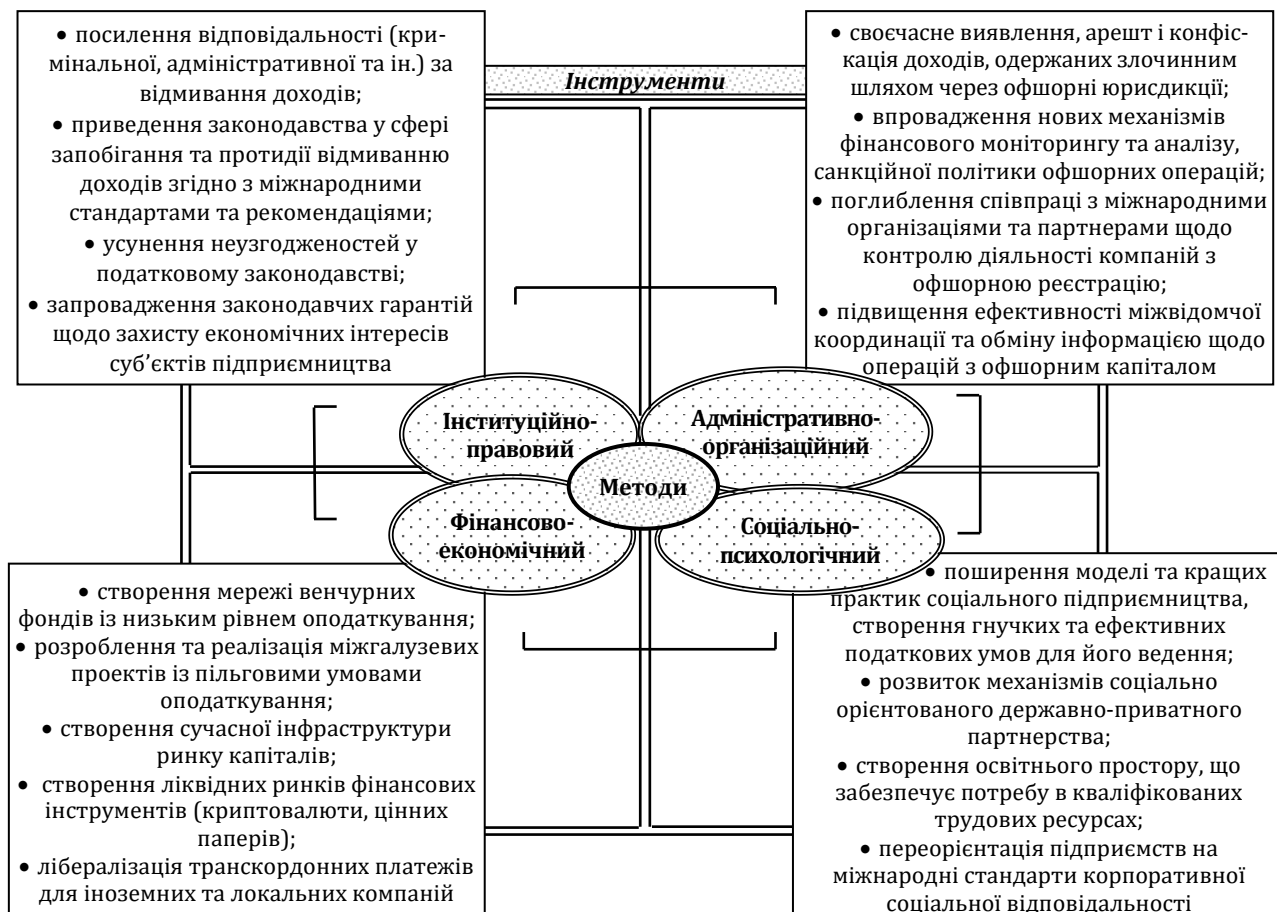 • посилення відповідальності (кри-
мінальної, адміністративної та ін.) за
відмивання доходів;
• приведення законодавства у сфері
запобігання та протидії відмиванню
доходів згідно з міжнародними
стандартами та рекомендаціями;
• усунення неузгодженостей у
податковому законодавстві;
• запровадження законодавчих гарантій
щодо захисту економічних інтересів
суб’єктів підприємництва
Інструменти
• своєчасне виявлення, арешт і конфіс-
кація доходів, одержаних злочинним
шляхом через офшорні юрисдикції;
• впровадження нових механізмів
фінансового моніторингу та аналізу,
санкційної політики офшорних операцій;
• поглиблення співпраці з міжнародними
організаціями та партнерами щодо
контролю діяльності компаній з
офшорною реєстрацію;
• підвищення ефективності міжвідомчої
координації та обміну інформацією щодо
операцій з офшорним капіталом
Інституційно-
правовий
Адміністративно-
організаційний
Методи
Фінансово-
економічний
Соціально-
психологічний
• створення мережі венчурних
фондів із низьким рівнем оподаткування;
• розроблення та реалізація міжгалузевих
проектів із пільговими умовами
оподаткування;
• створення сучасної інфраструктури
ринку капіталів;
• створення ліквідних ринків фінансових
інструментів (криптовалюти, цінних
паперів);
• лібералізація транскордонних платежів
для іноземних та локальних компаній
• поширення моделі та кращих
практик соціального підприємництва,
створення гнучких та ефективних
податкових умов для його ведення;
• розвиток механізмів соціально
орієнтованого державно-приватного
партнерства;
• створення освітнього простору, що
забезпечує потребу в кваліфікованих
трудових ресурсах;
• переорієнтація підприємств на
міжнародні стандарти корпоративної
соціальної відповідальності